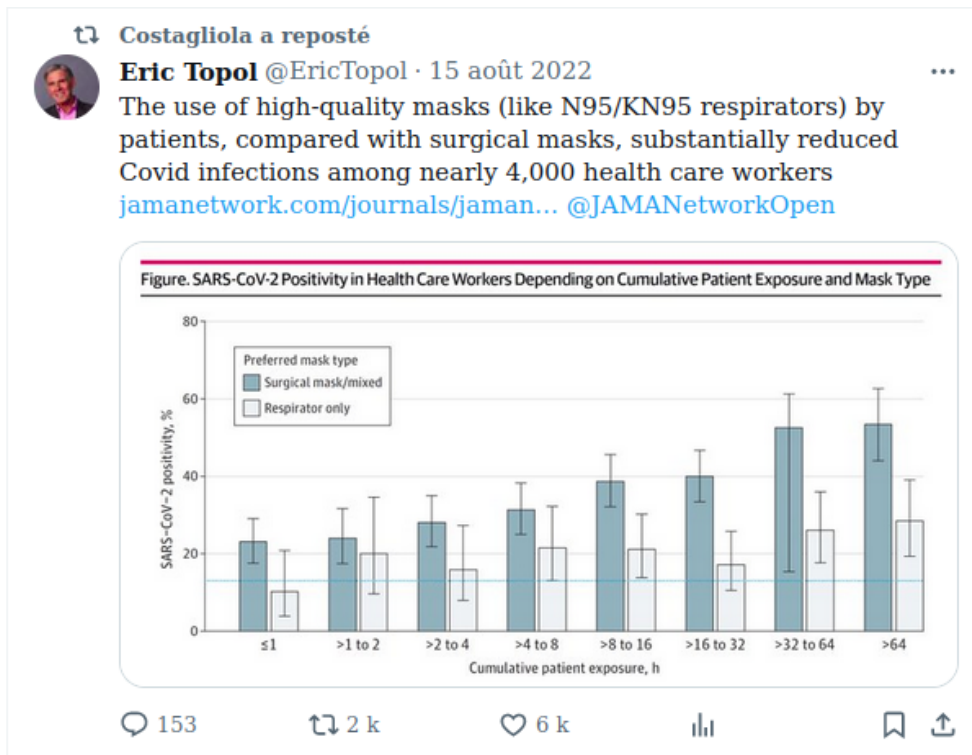 Costagliola a reposté
Eric Topol @EricTopol · 15 août 2022
The use of high-quality masks (like N95/KN95 respirators) by
patients, compared with surgical masks, substantially reduced
Covid infections among nearly 4,000 health care workers
jamanetwork.com/journals/jaman... @JAMANetworkOpen
Figure. SARS-CoV-2 Positivity in Health Care Workers Depending on Cumulative Patient Exposure and Mask Type
80
Preferred mask type
Surgical mask/mixed
Respirator only
60
40
20
0
SARS-CoV-2 positivity, %
≤1 >1 to 2 >2 to 4 >4 to 8 >8 to 16 >16 to 32 >32 to 64 >64
Cumulative patient exposure, h
153 2 k 6 k